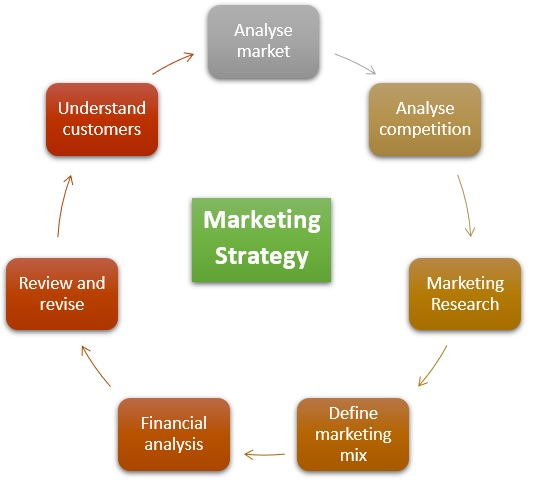 Analyse
market
Understand
customers
Analyse
competition
Marketing
Strategy
Review and
revise
Marketing
Research
Financial
analysis
Define
marketing
mix